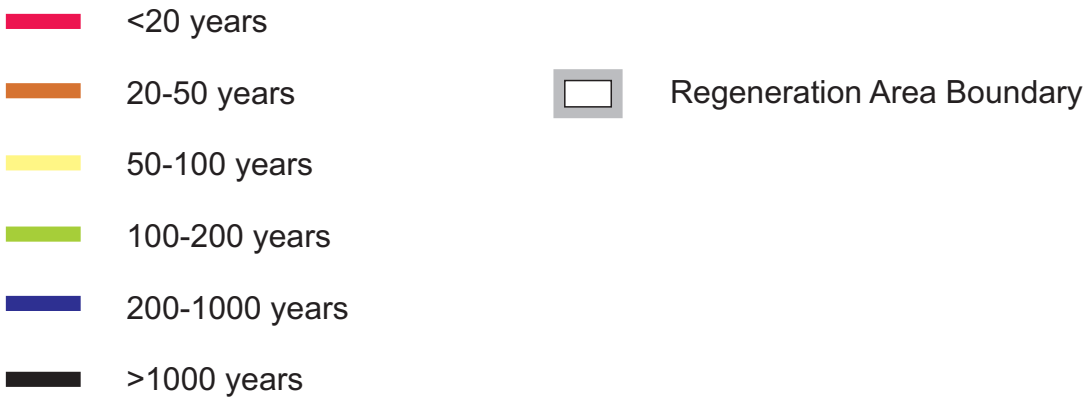 <20 years
20-50 years
Regeneration Area Boundary
50-100 years
100-200 years
200-1000 years
>1000 years